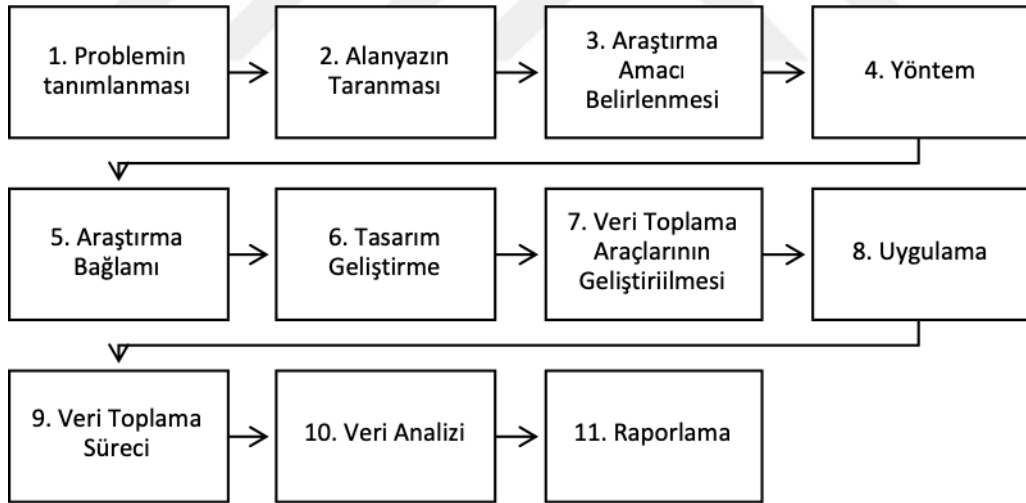 1. Problemin
tanımlanması
2. Alanyazın
Taranması
3. Araştırma
Amacı
Belirlenmesi
4. Yöntem
5. Araştırma
Bağlamı
6. Tasarım
Geliştirme
7. Veri Toplama
Araçlarının
Geliştiriilmesi
8. Uygulama
9. Veri Toplama
Süreci
10. Veri Analizi
11. Raporlama